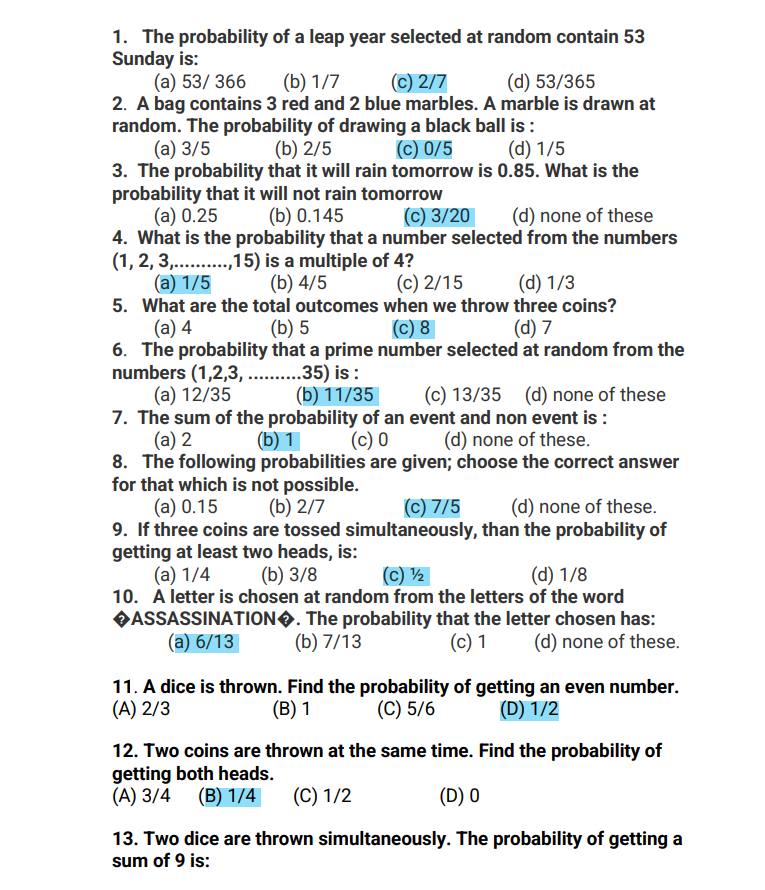 1. The probability of a leap year selected at random contain 53
Sunday is:
(a) 53/ 366 (b) 1/7 (c) 2/7 (d) 53/365
2. A bag contains 3 red and 2 blue marbles. A marble is drawn at
random. The probability of drawing a black ball is :
(a) 3/5 (b) 2/5 (c) 0/5 (d) 1/5
3. The probability that it will rain tomorrow is 0.85. What is the
probability that it will not rain tomorrow
(a) 0.25 (b) 0.145 (c) 3/20 (d) none of these
4. What is the probability that a number selected from the numbers
(1, 2, 3,..........,15) is a multiple of 4?
(a) 1/5 (b) 4/5 (c) 2/15 (d) 1/3
5. What are the total outcomes when we throw three coins?
(a) 4 (b) 5 (c) 8 (d) 7
6. The probability that a prime number selected at random from the
numbers (1,2,3, ..........35) is :
(a) 12/35 (b) 11/35 (c) 13/35 (d) none of these
7. The sum of the probability of an event and non event is :
(a) 2 (b) 1 (c) 0 (d) none of these.
8. The following probabilities are given; choose the correct answer
for that which is not possible.
(a) 0.15 (b) 2/7 (c) 7/5 (d) none of these.
9. If three coins are tossed simultaneously, than the probability of
getting at least two heads, is:
(a) 1/4 (b) 3/8 (c) ½ (d) 1/8
10. A letter is chosen at random from the letters of the word
�ASSASSINATION�. The probability that the letter chosen has:
(a) 6/13 (b) 7/13 (c) 1 (d) none of these.
11. A dice is thrown. Find the probability of getting an even number.
(A) 2/3 (B) 1 (C) 5/6 (D) 1/2
12. Two coins are thrown at the same time. Find the probability of
getting both heads.
(A) 3/4 (B) 1/4 (C) 1/2 (D) 0
13. Two dice are thrown simultaneously. The probability of getting a
sum of 9 is: